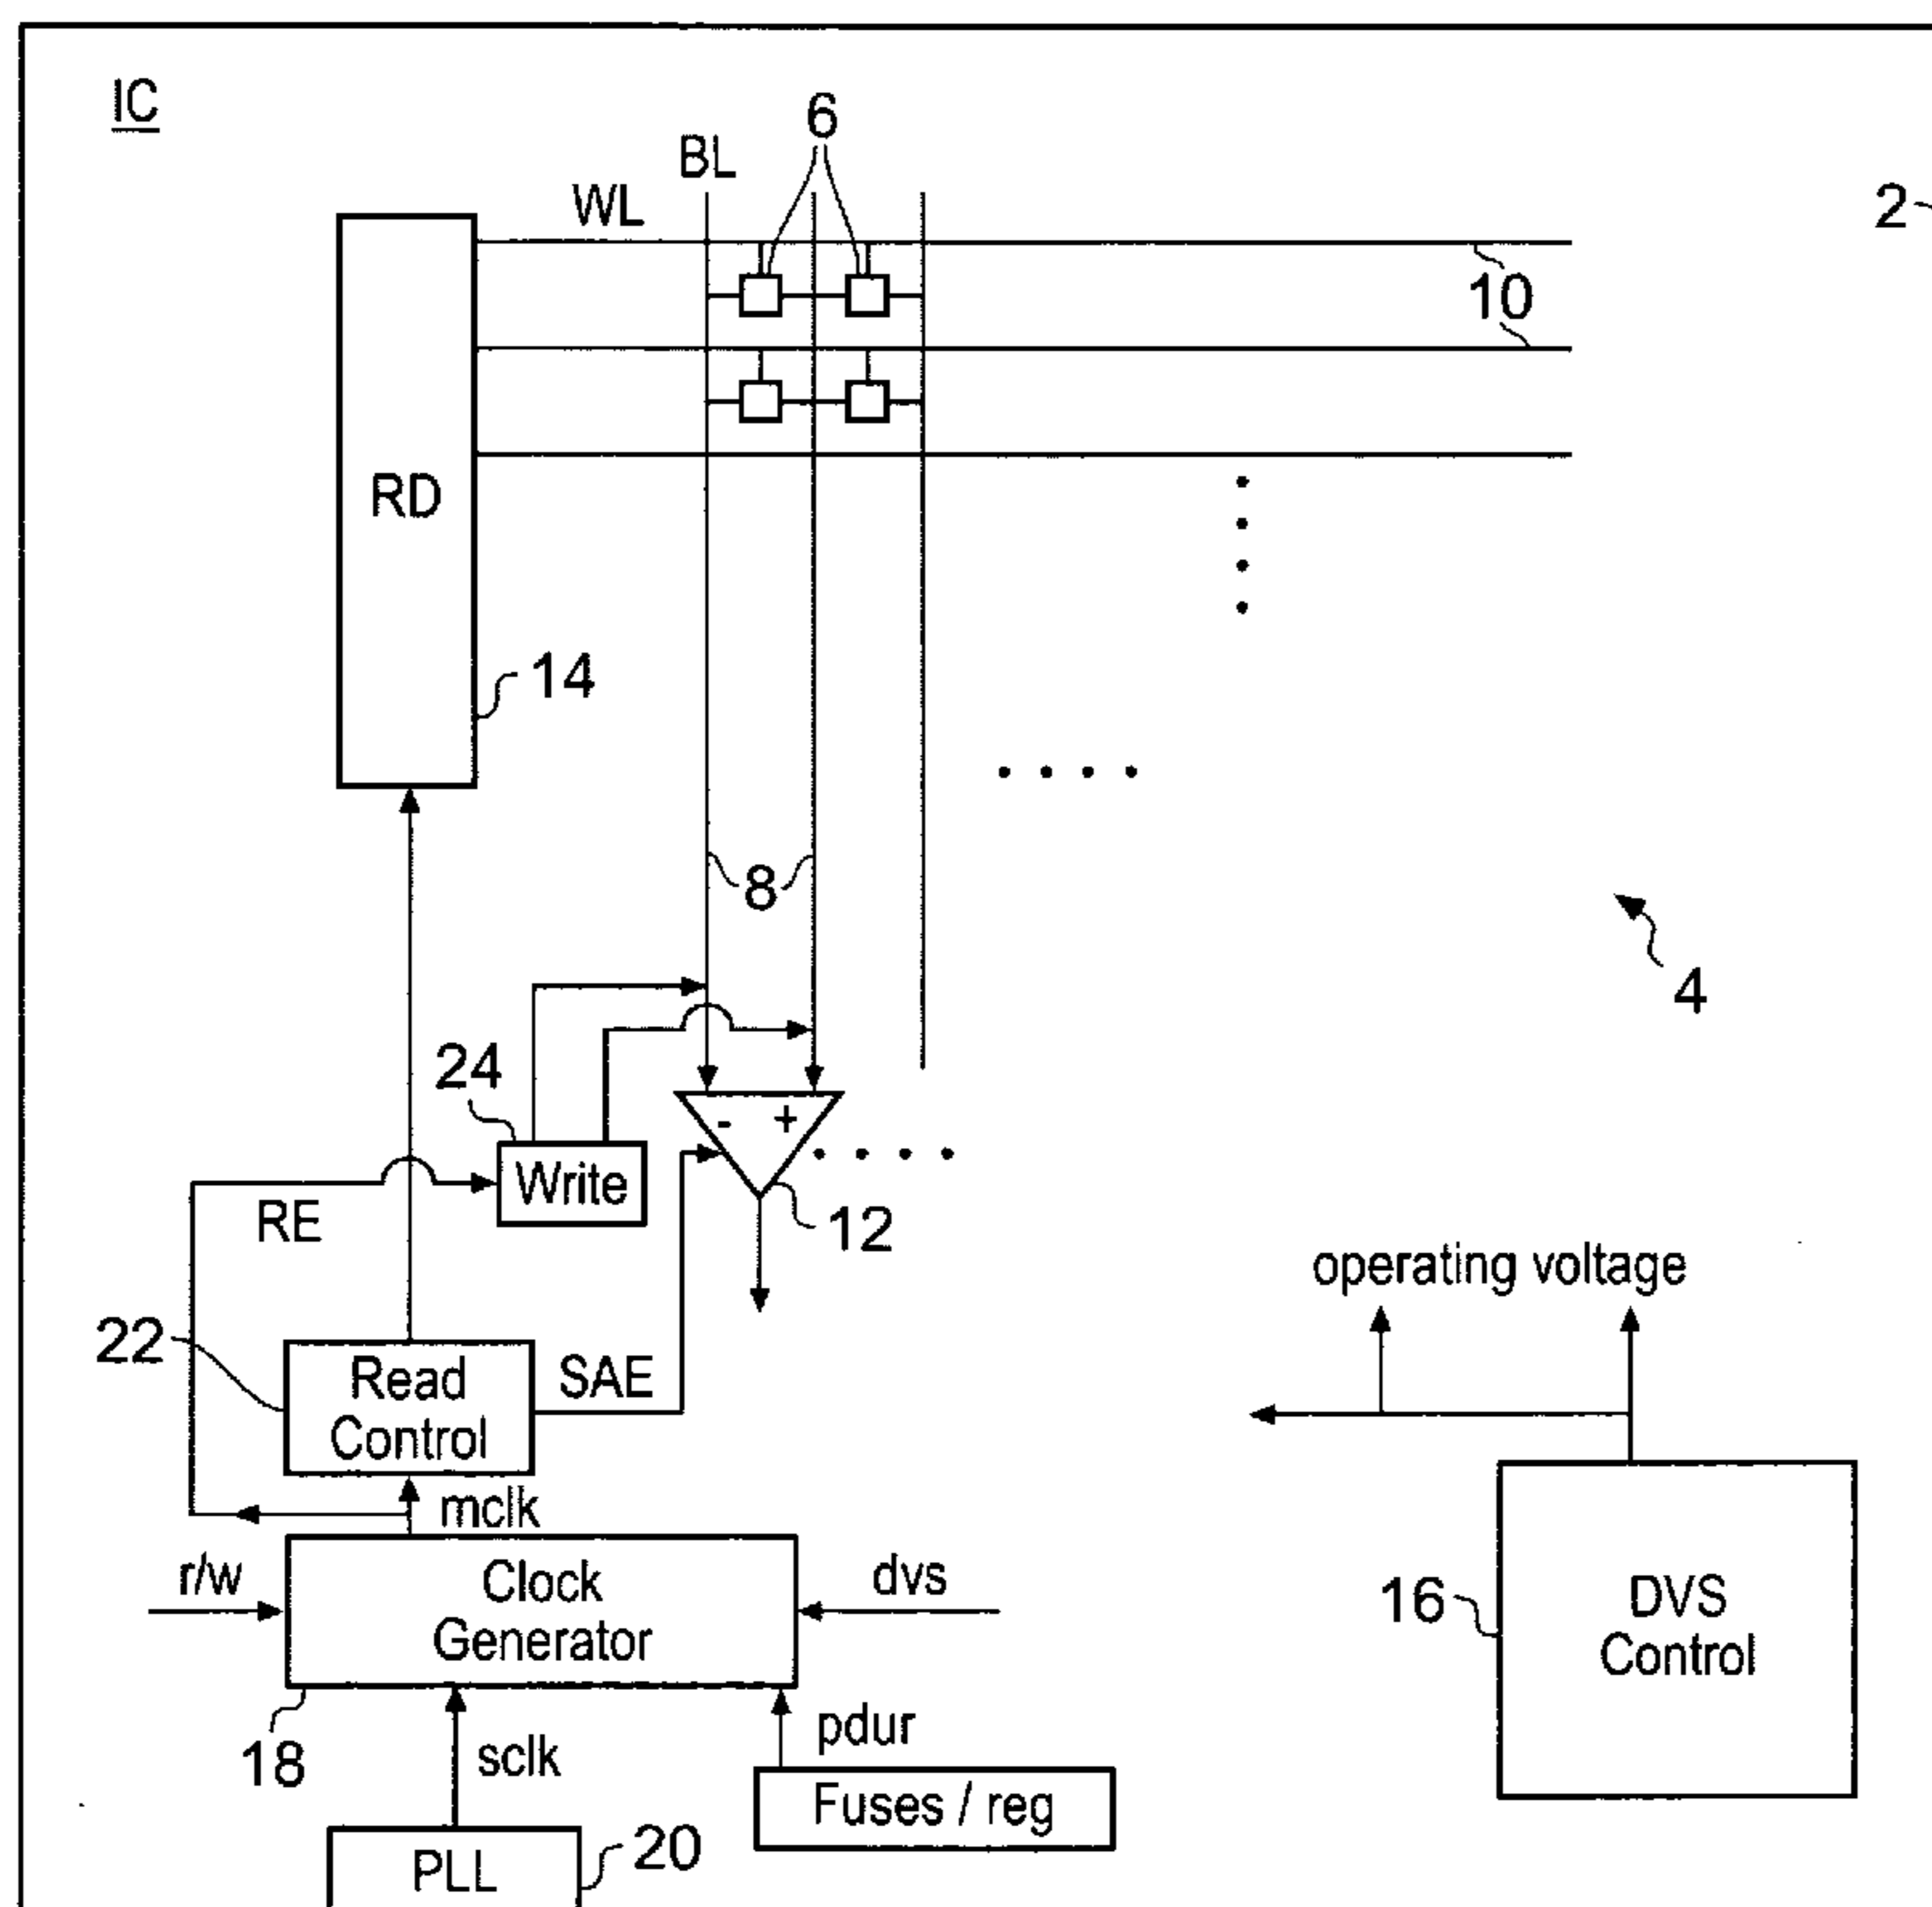 IC
6
BL
WL
2
10
RD
14
8
4
24
- +
Write
12
RE
operating voltage
22
Read
Control
SAE
mclk
r/w
Clock
Generator
dvs
16
DVS
Control
18
sclk
pdur
Fuses / reg
20
PLL